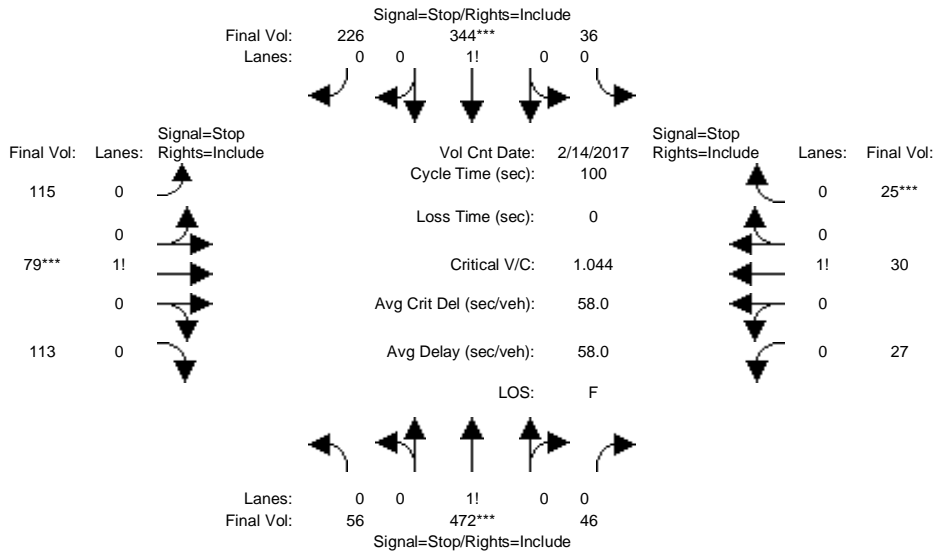 Signal=Stop/Rights=Include
Final Vol: 226 344*** 36
Lanes: 0 0 1! 0 0
Signal=Stop
Final Vol: Lanes: Rights=Include
Vol Cnt Date: 2/14/2017
Signal=Stop
Rights=Include Lanes: Final Vol:
Cycle Time (sec): 100
115 0
0 25***
Loss Time (sec): 0
0
0
79*** 1!
Critical V/C: 1.044
1! 30
0
Avg Crit Del (sec/veh): 58.0
0
113 0
Avg Delay (sec/veh): 58.0
0 27
LOS: F
Lanes: 0 0 1! 0 0
Final Vol: 56 472*** 46
Signal=Stop/Rights=Include